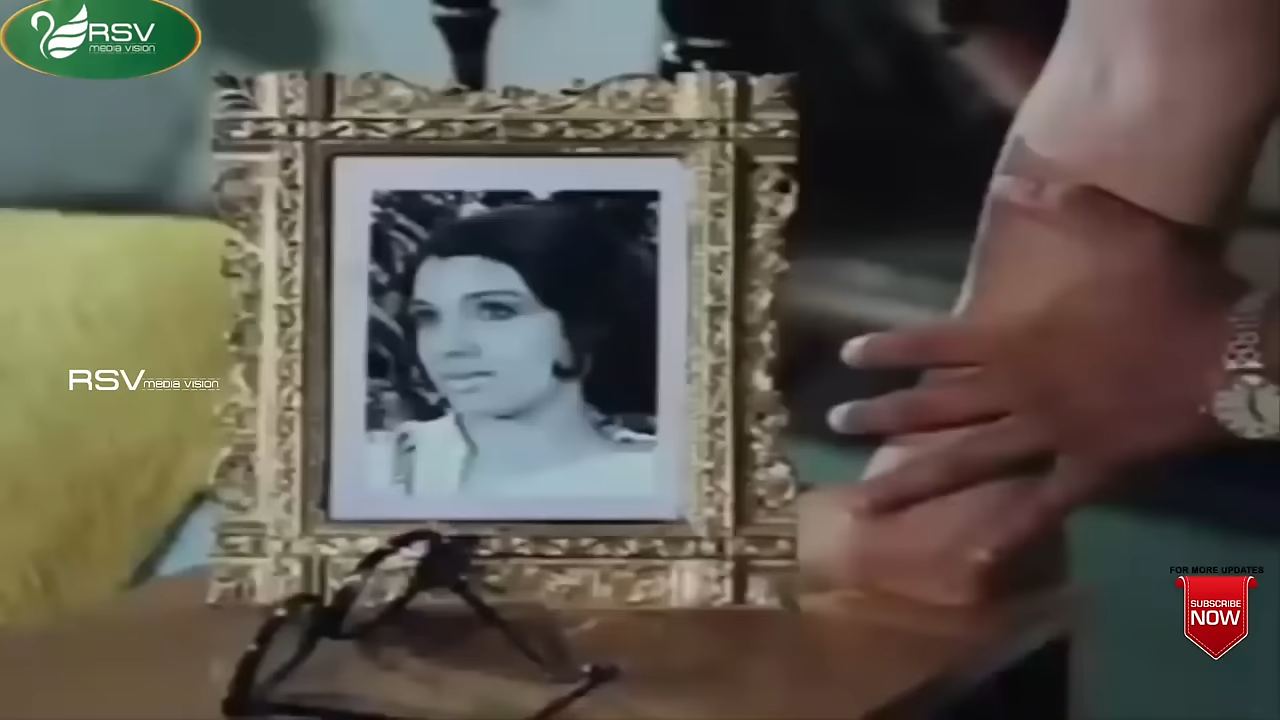 RSV
media vision
RSV media vision
FOR MORE UPDATES
SUBSCRIBE
NOW